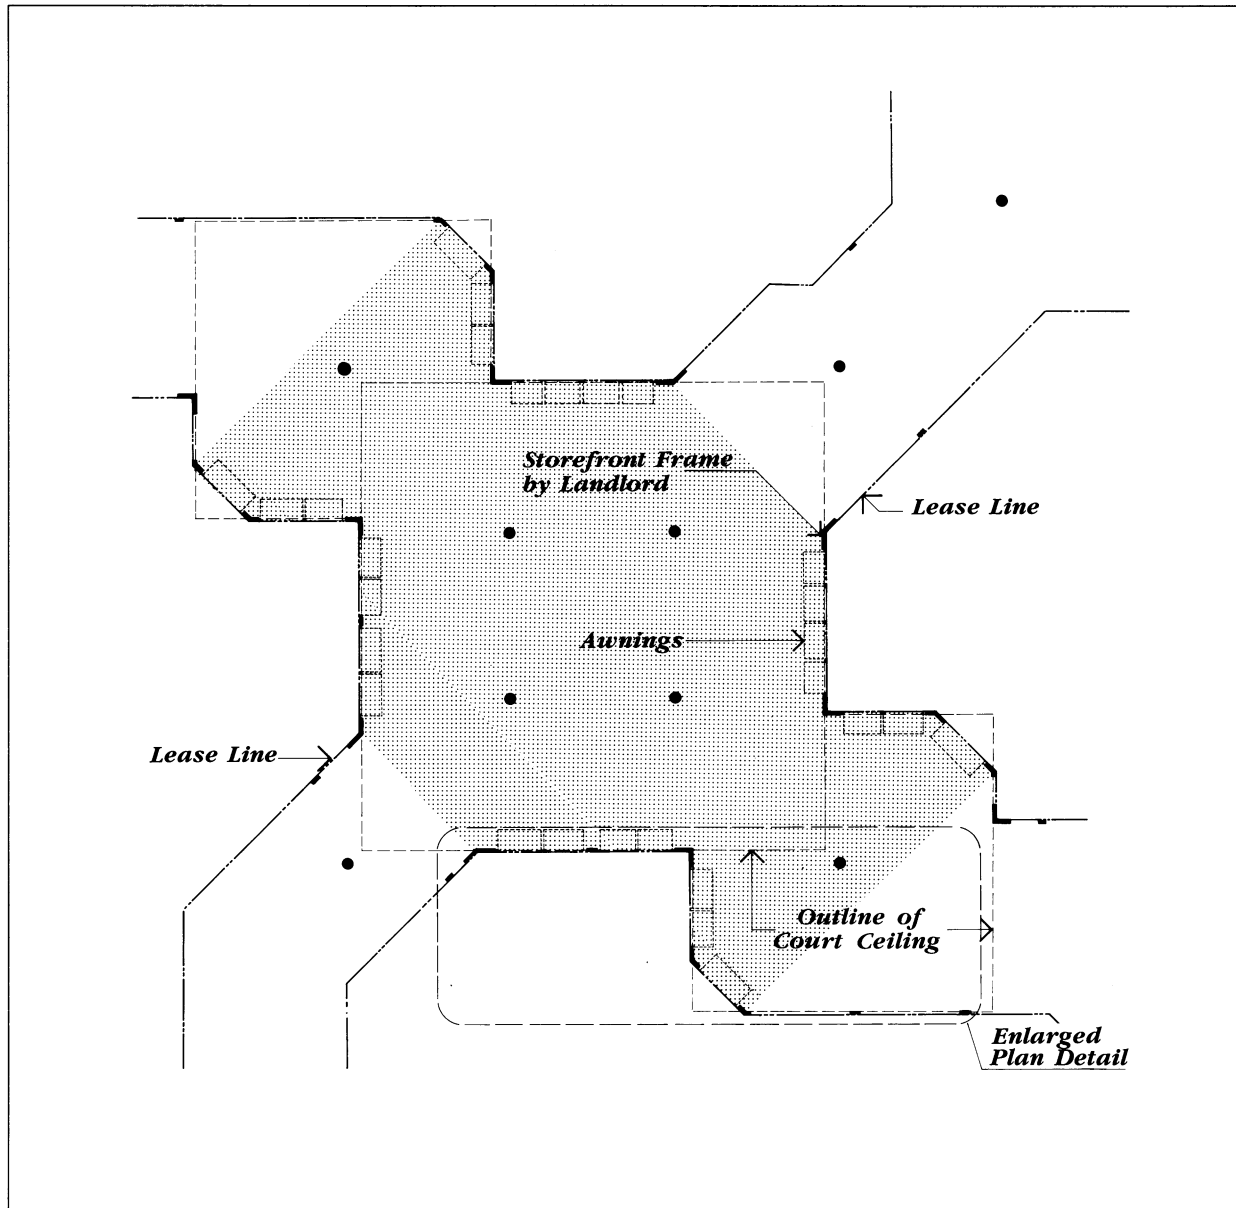 Storefront Frame
by Landlord
Lease Line
Awnings
Lease Line
Outline of
Court Ceiling
Enlarged
Plan Detail